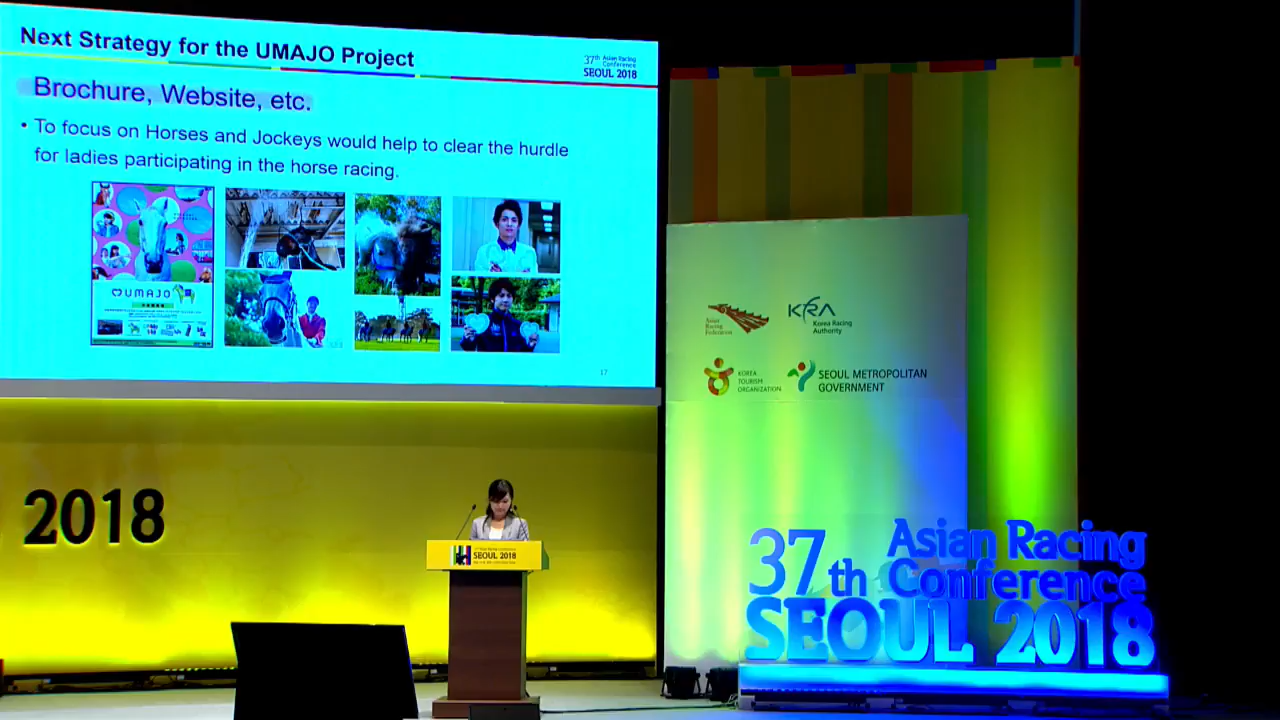 Next Strategy for the UMAJO Project
37th Asian Racing
Conference
SEOUL 2018
Brochure, Website, etc.
• To focus on Horses and Jockeys would help to clear the hurdle
for ladies participating in the horse racing.
UMAJO
17
Asian
Racing
Federation
KRA
Korea Racing
Authority
KOREA
TOURISM
ORGANIZATION
SEOUL METROPOLITAN
GOVERNMENT
2018
SEOUL 2018
37th Asian Racing
Conference
SEOUL 2018